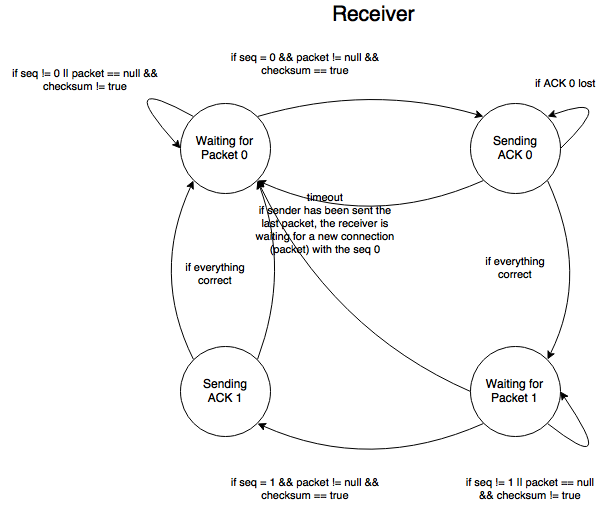 Receiver
if seq = 0 && packet != null &&
checksum == true
if seq != 0 II packet == null &&
checksum != true
if ACK 0 lost
Waiting for
Packet 0
Sending
ACK 0
timeout
if sender has been sent the
last packet, the receiver is
waiting for a new connection
(packet) with the seq 0
if everything
correct
if everything
correct
Sending
ACK 1
Waiting for
Packet 1
if seq = 1 && packet != null &&
checksum == true
if seq != 1 II packet == null
&& checksum != true